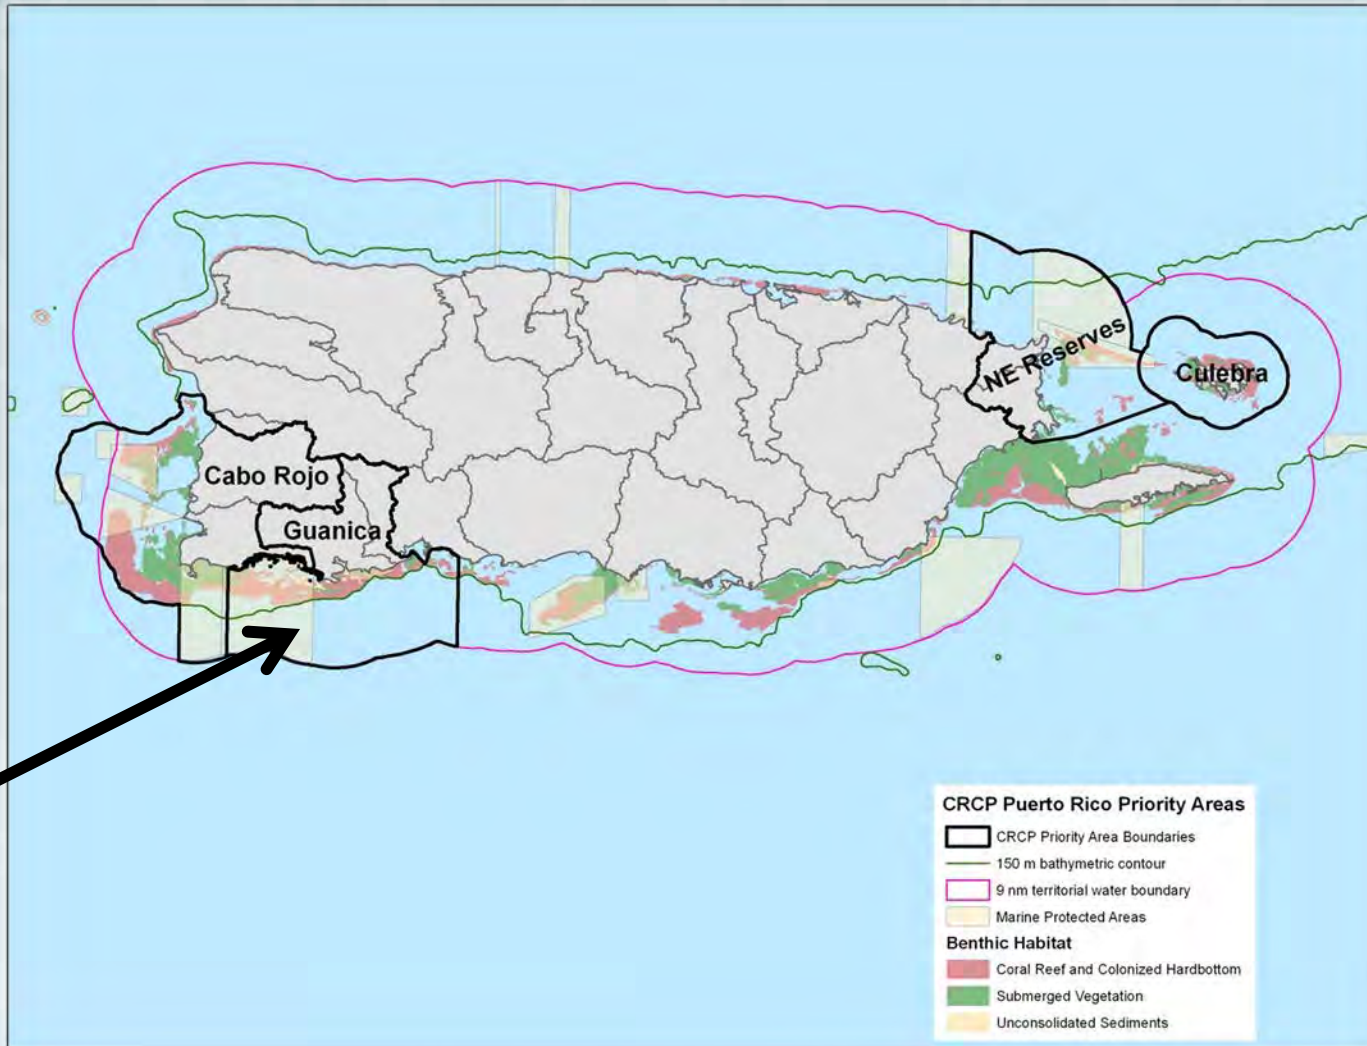 NE Reserves
Culebra
Cabo Rojo
Guanica
CRCP Puerto Rico Priority Areas
CRCP Priority Area Boundaries
150 m bathymetric contour
9 nm territorial water boundary
Marine Protected Areas
Benthic Habitat
Coral Reef and Colonized Hardbottom
Submerged Vegetation
Unconsolidated Sediments